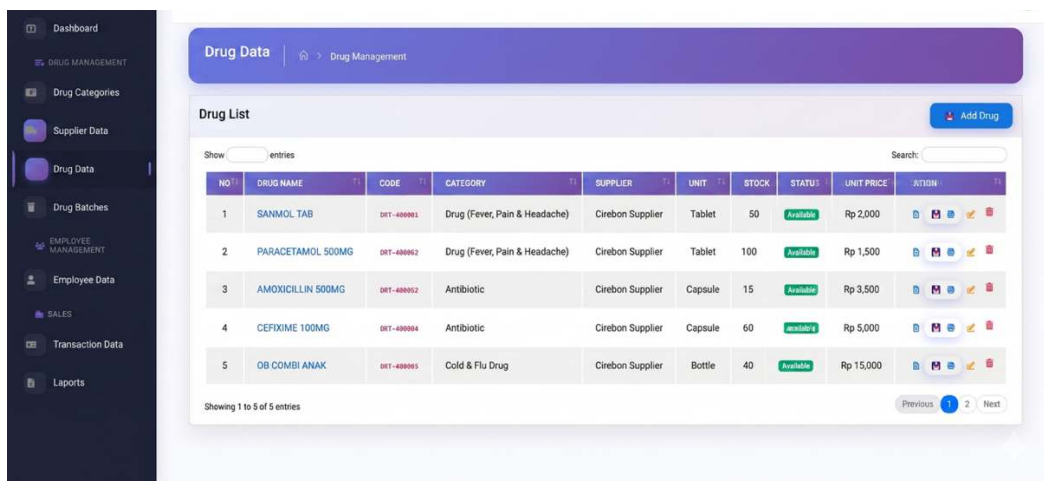 Dashboard
DRUG MANAGEMENT
Drug Categories
Supplier Data
Drug Data
Drug Batches
EMPLOYEE
MANAGEMENT
Employee Data
SALES
Transaction Data
Laports
Drug Data
> Drug Management
Drug List
Add Drug
Show entries
Search:
NO DRUG NAME CODE CATEGORY SUPPLIER UNIT STOCK STATUS UNIT PRICE
1 SANMOL TAB DRT-400001 Drug (Fever, Pain & Headache) Cirebon Supplier Tablet 50 Available Rp 2,000
2 PARACETAMOL 500MG Drug (Fever, Pain & Headache) Cirebon Supplier Tablet 100 Available Rp 1,500
3 AMOXICILLIN 500MG Antibiotic Cirebon Supplier Capsule 15 Available Rp 3,500
4 CEFIXIME 100MG Antibiotic Cirebon Supplier Capsule 60 Rp 5,000
5 OB COMBI ANAK Cold & Flu Drug Cirebon Supplier Bottle 40 Available Rp 15,000
Showing 1 to 5 of 5 entries
Previous 1 2 Next